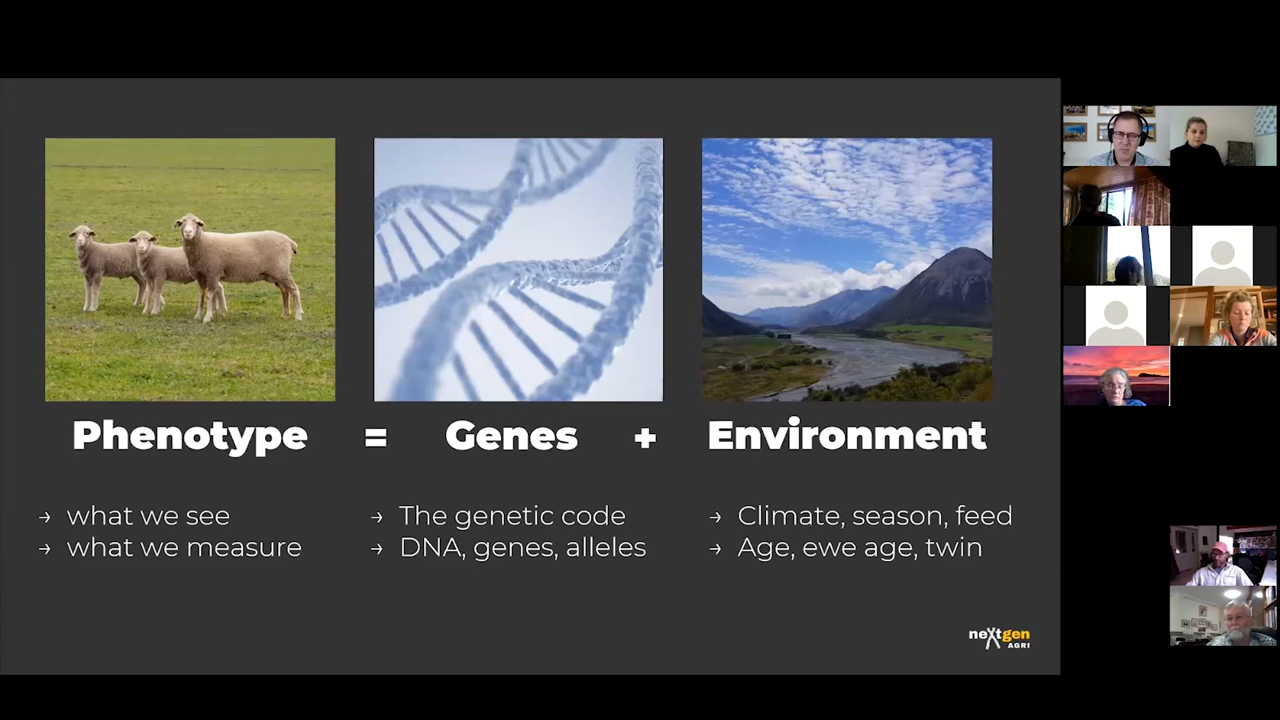 Phenotype = Genes + Environment
→ what we see
→ what we measure
→ The genetic code
→ DNA, genes, alleles
→ Climate, season, feed
→ Age, ewe age, twin
nextgen
AGRI